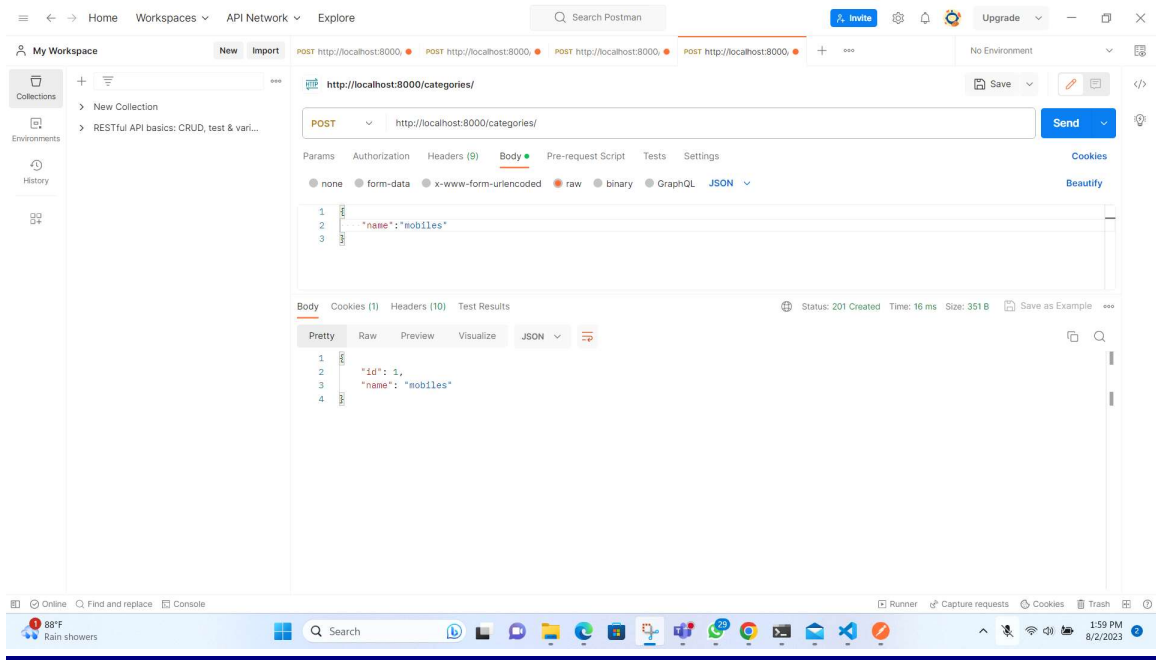 Home Workspaces API Network Explore Search Postman Invite Upgrade
My Workspace New Import POST http://localhost:8000/ POST http://localhost:8000/ POST http://localhost:8000/ POST http://localhost:8000/ No Environment
Collections
Environments
History
New Collection
RESTful API basics: CRUD, test & vari...
HTTP http://localhost:8000/categories/ Save
POST http://localhost:8000/categories/ Send
Params Authorization Headers (9) Body Pre-request Script Tests Settings Cookies
none form-data x-www-form-urlencoded raw binary GraphQL JSON Beautify
1 {
2 "name":"mobiles"
3 }
Body Cookies (1) Headers (10) Test Results Status: 201 Created Time: 16 ms Size: 351 B Save as Example
Pretty Raw Preview Visualize JSON
1 {
2 "id": 1,
3 "name": "mobiles"
4 }
Online Find and replace Console Runner Capture requests Cookies Trash
1 88°F
Rain showers
Search
29
1:59 PM
8/2/2023
2